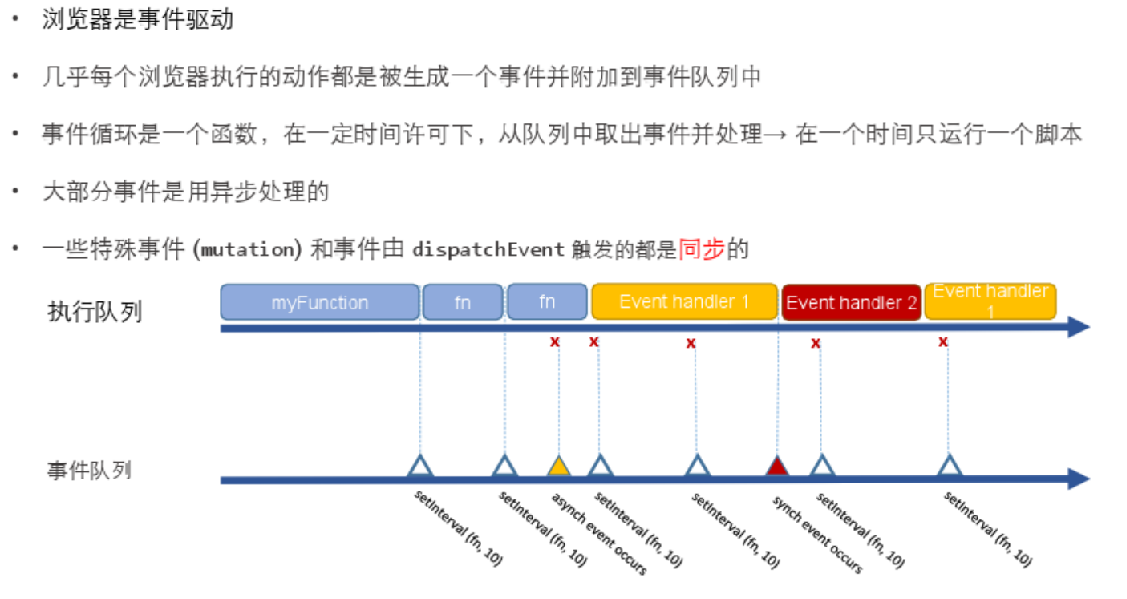 • 浏览器是事件驱动
• 几乎每个浏览器执行的动作都是被生成一个事件并附加到事件队列中
• 事件循环是一个函数，在一定时间许可下，从队列中取出事件并处理→ 在一个时间只运行一个脚本
• 大部分事件是用异步处理的
• 一些特殊事件 (mutation) 和事件由 dispatchEvent 触发的都是同步的
执行队列
myFunction
fn
fn
Event handler 1
Event handler 2
Event handler
1
x
x
x
x
x
事件队列
setInterval (fn, 10)
setInterval (fn, 10)
asynch event occurs
setInterval (fn, 10)
setInterval (fn, 10)
synch event occurs
setInterval (fn, 10)
setInterval (fn, 10)